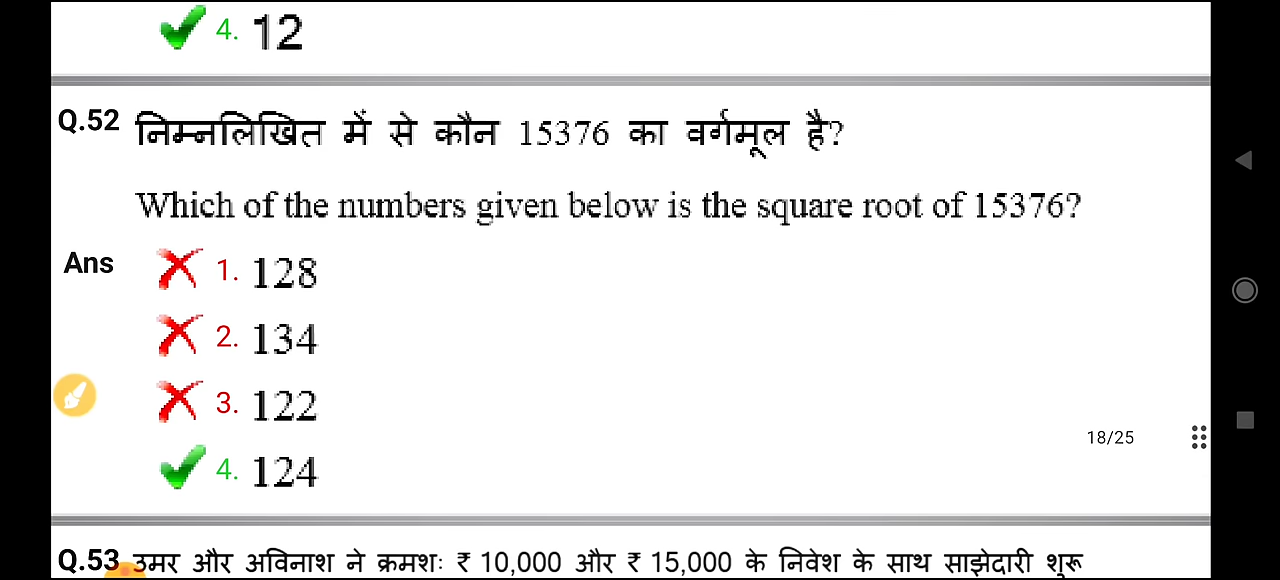 4. 12
Q.52 निम्नलिखित में से कौन 15376 का वर्गमूल है?
Which of the numbers given below is the square root of 15376?
Ans 1. 128
2. 134
3. 122
18/25
4. 124
Q.53 उमर और अविनाश ने क्रमशः ₹ 10,000 और ₹ 15,000 के निवेश के साथ साझेदारी शुरू